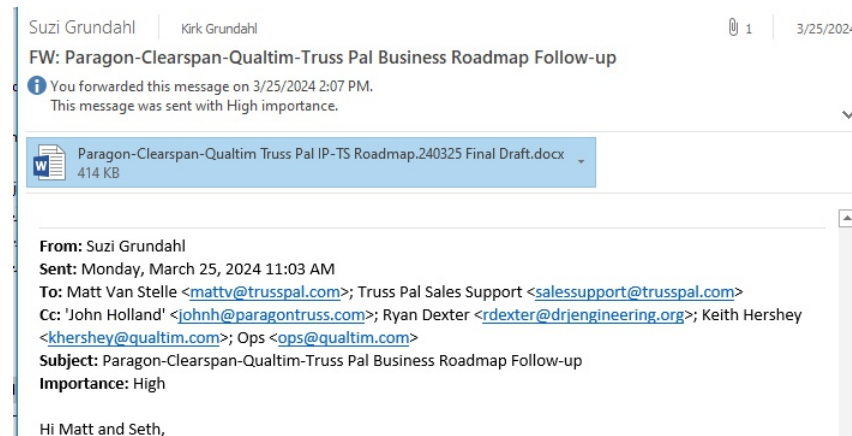 Suzi Grundahl Kirk Grundahl 1 3/25/2024
FW: Paragon-Clearspan-Qualtim-Truss Pal Business Roadmap Follow-up
You forwarded this message on 3/25/2024 2:07 PM.
This message was sent with High importance.
Paragon-Clearspan-Qualtim Truss Pal IP-TS Roadmap.240325 Final Draft.docx
414 KB
From: Suzi Grundahl
Sent: Monday, March 25, 2024 11:03 AM
To: Matt Van Stelle <mattv@trusspal.com>; Truss Pal Sales Support <salessupport@trusspal.com>
Cc: 'John Holland' <johnh@paragontruss.com>; Ryan Dexter <rdexter@drjengineering.org>; Keith Hershey
<khershey@qualtim.com>; Ops <ops@qualtim.com>
Subject: Paragon-Clearspan-Qualtim-Truss Pal Business Roadmap Follow-up
Importance: High
Hi Matt and Seth,